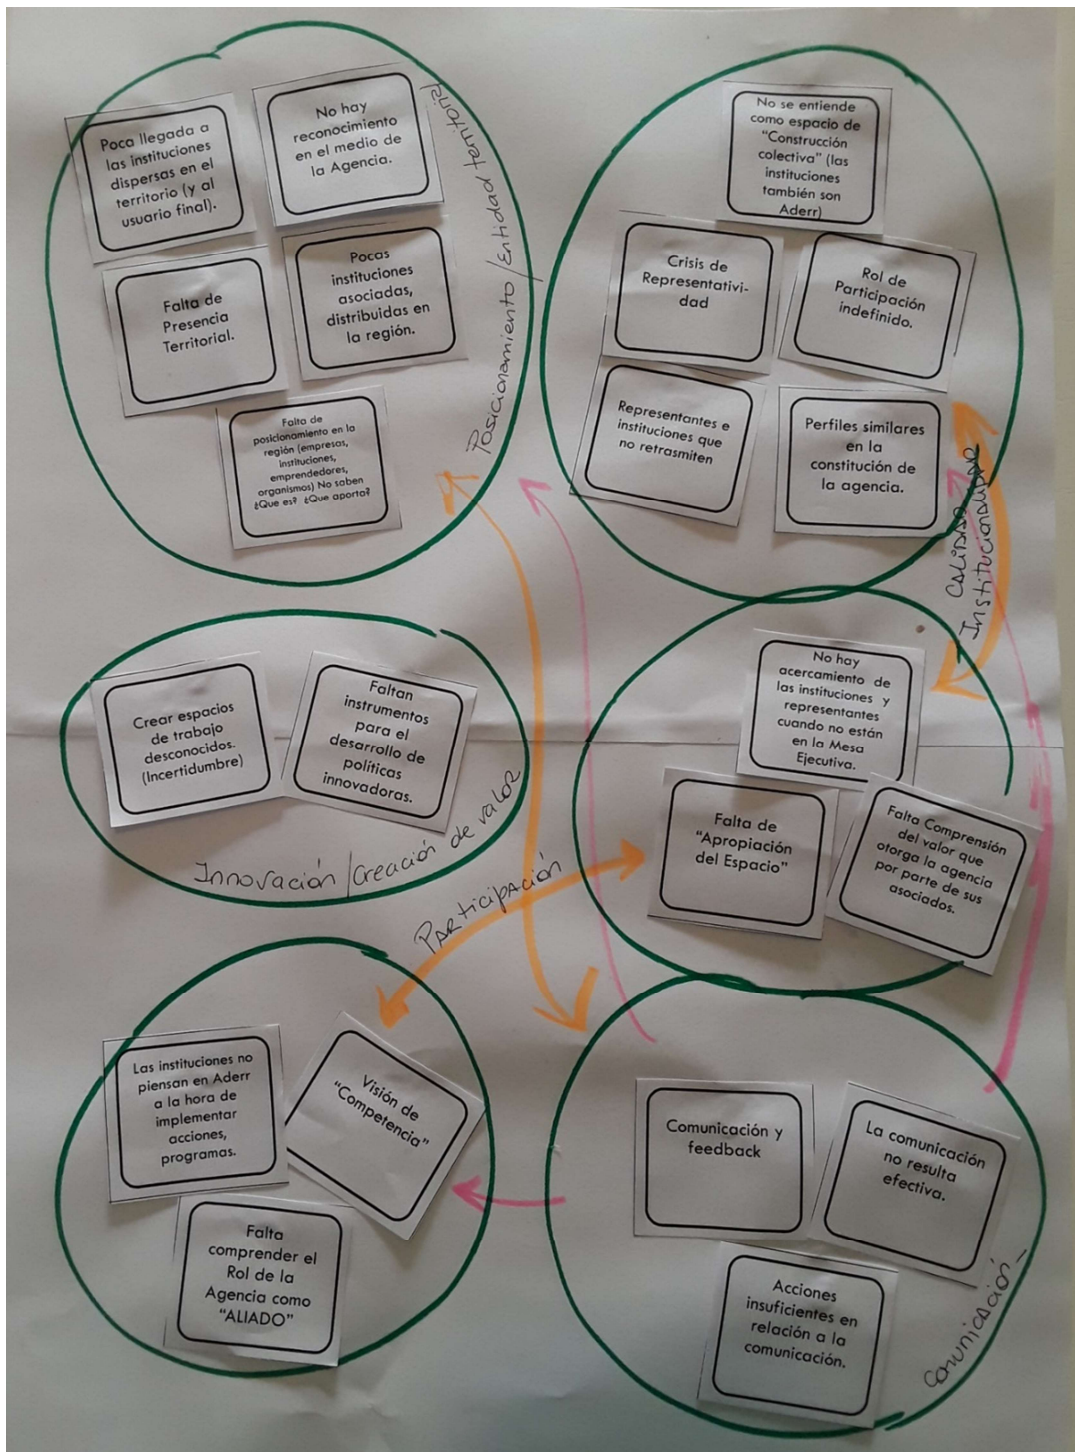 Poca llegada a
las instituciones
dispersas en el
territorio (y al
usuario final).
No hay
reconocimiento
en el medio de
la Agencia.
Falta de
Presencia
Territorial.
Pocas
instituciones
asociadas,
distribuidas en
la región.
Falta de
posicionamiento en la
región (empresas,
instituciones,
emprendedores,
organismos) No saben
¿Que es? ¿Que aporta?
Posicionamiento/Entidad territorial
No se entiende
como espacio de
"Construcción
colectiva" (las
instituciones
también son
Aderr)
Crisis de
Representativi-
dad
Rol de
Participación
indefinido.
Representantes e
instituciones que
no retrasmiten
Perfiles similares
en la
constitución de
la agencia.
CALIDAD
Institucionalidad
Crear espacios
de trabajo
desconocidos.
(Incertidumbre)
Faltan
instrumentos
para el
desarrollo de
políticas
innovadoras.
Innovación/Creación de valor
No hay
acercamiento de
las instituciones y
representantes
cuando no están
en la Mesa
Ejecutiva.
Falta de
"Apropiación
del Espacio"
Falta Comprensión
del valor que
otorga la agencia
por parte de sus
asociados.
Participación
Las instituciones no
piensan en Aderr
a la hora de
implementar
acciones,
programas.
Visión de
"Competencia"
Falta
comprender el
Rol de la
Agencia como
"ALIADO"
Comunicación y
feedback
La comunicación
no resulta
efectiva.
Acciones
insuficientes en
relación a la
comunicación.
Comunicación-